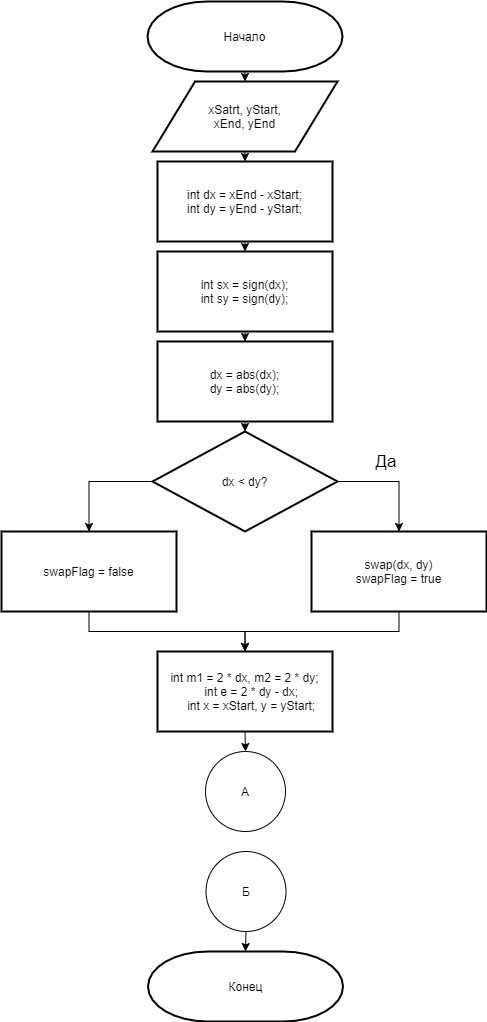 Начало
xSatrt, yStart,
xEnd, yEnd
int dx = xEnd - xStart;
int dy = yEnd - yStart;
int sx = sign(dx);
int sy = sign(dy);
dx = abs(dx);
dy = abs(dy);
dx < dy?
Да
swapFlag = false
swap(dx, dy)
swapFlag = true
int m1 = 2 * dx, m2 = 2 * dy;
int e = 2 * dy - dx;
int x = xStart, y = yStart;
А
Б
Конец